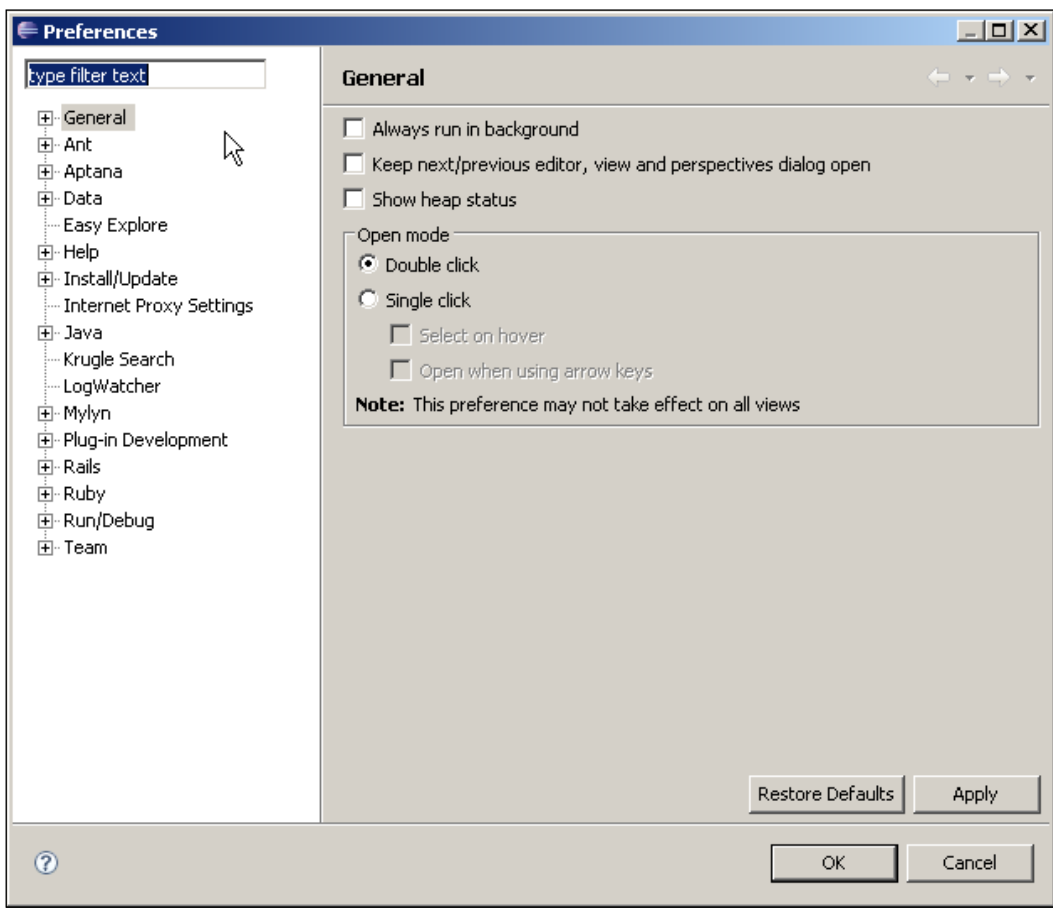 Preferences
type filter text
General
Ant
Aptana
Data
Easy Explore
Help
Install/Update
Internet Proxy Settings
Java
Krugle Search
LogWatcher
Mylyn
Plug-in Development
Rails
Ruby
Run/Debug
Team
General
Always run in background
Keep next/previous editor, view and perspectives dialog open
Show heap status
Open mode
Double click
Single click
Select on hover
Open when using arrow keys
Note: This preference may not take effect on all views
Restore Defaults
Apply
?
OK
Cancel